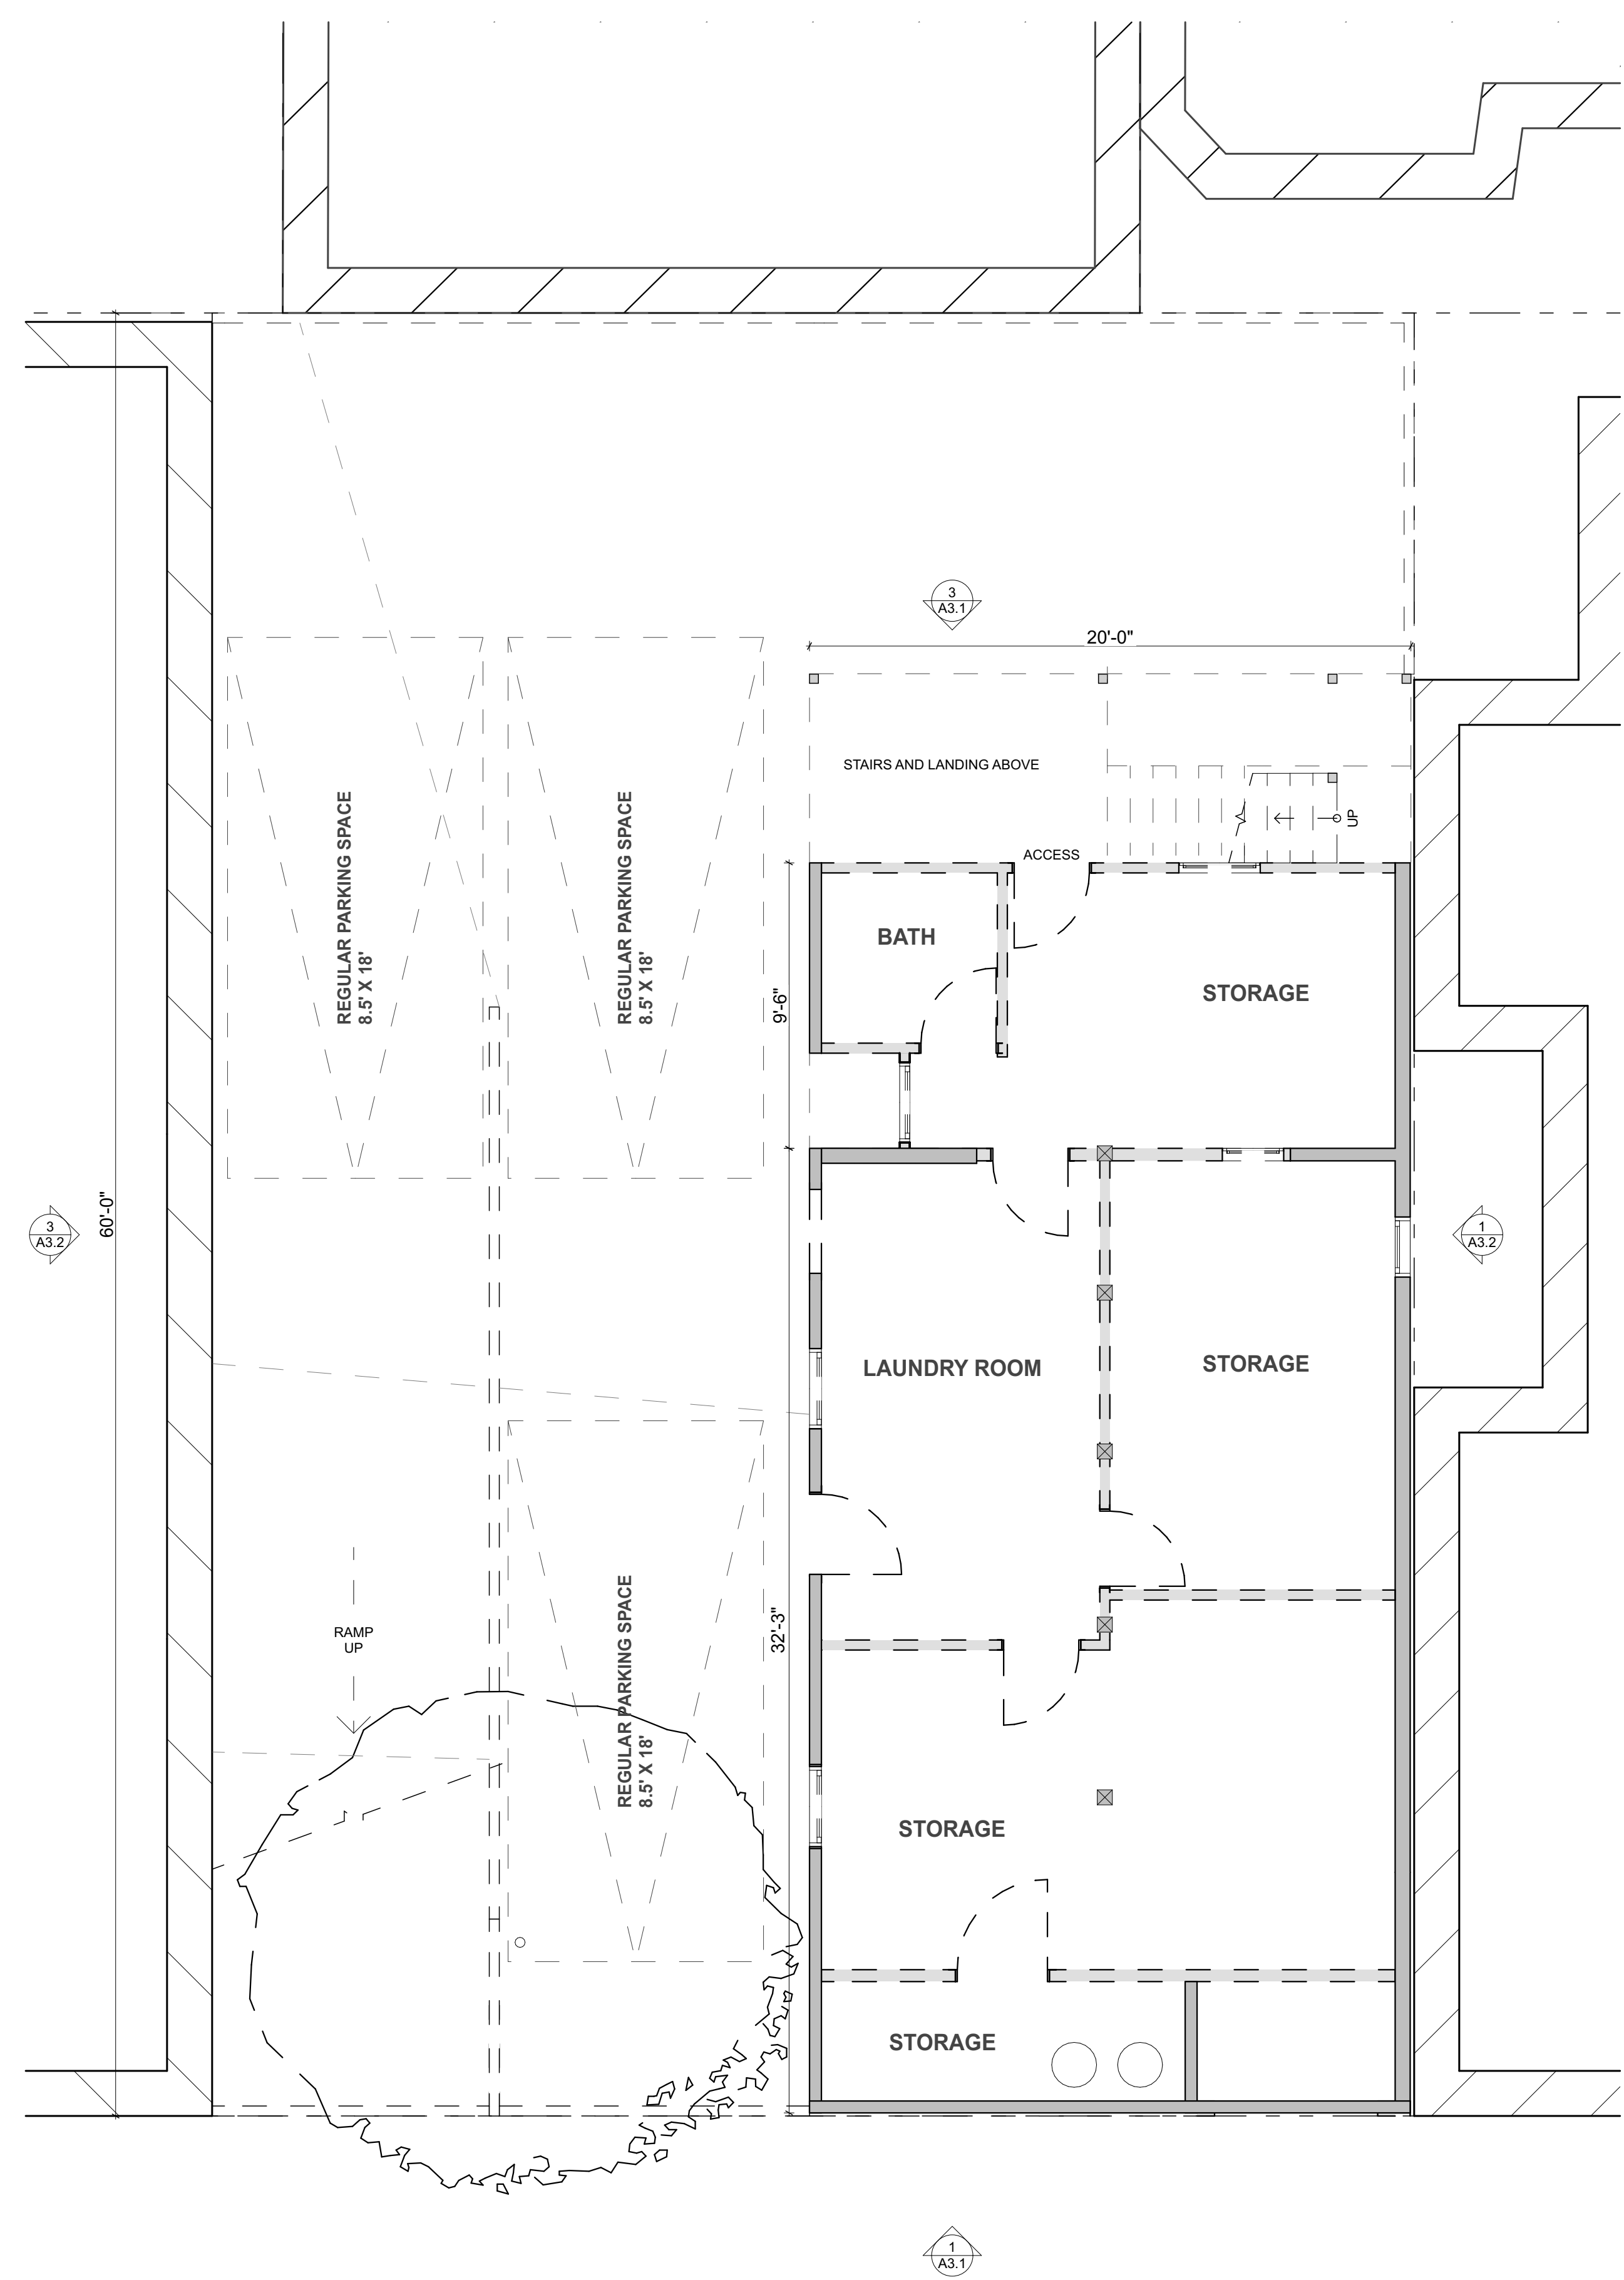 3
A3.1
20'-0"
STAIRS AND LANDING ABOVE
UP
ACCESS
REGULAR PARKING SPACE
8.5' X 18'
REGULAR PARKING SPACE
8.5' X 18'
BATH
9'-6"
STORAGE
3
A3.2
60'-0"
1
A3.2
LAUNDRY ROOM
STORAGE
RAMP
UP
REGULAR PARKING SPACE
8.5' X 18'
32'-3"
STORAGE
STORAGE
1
A3.1